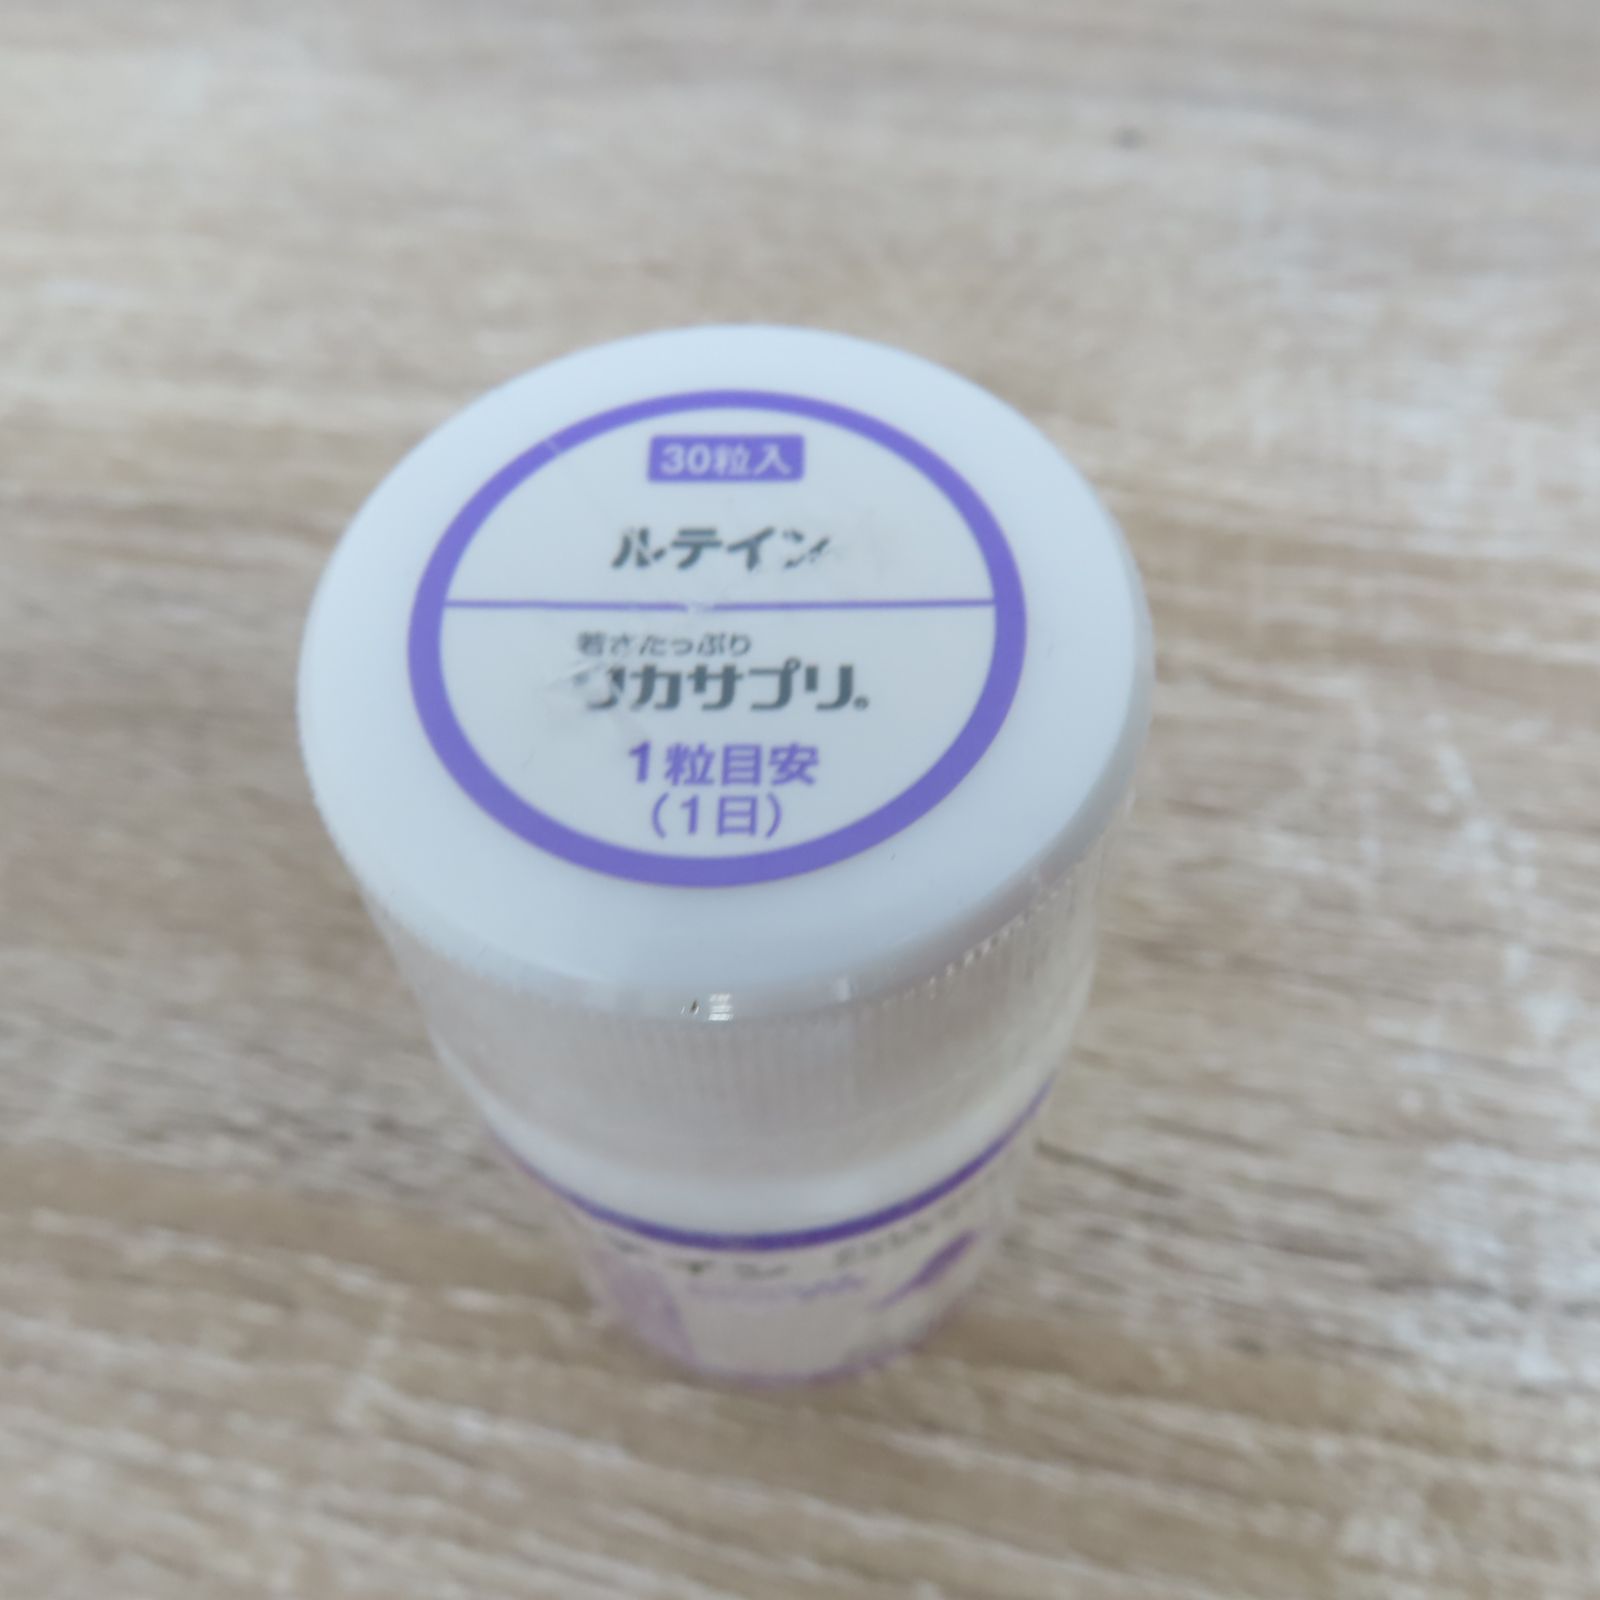 30粒入
ルテイン
若さたっぷり
ワカサプリ。
1粒目安
(1日)